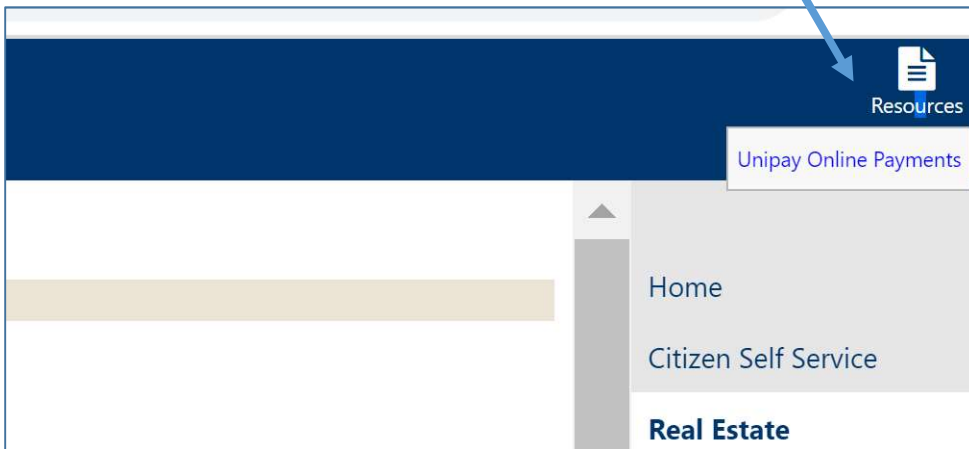 Resources
Unipay Online Payments
Home
Citizen Self Service
Real Estate